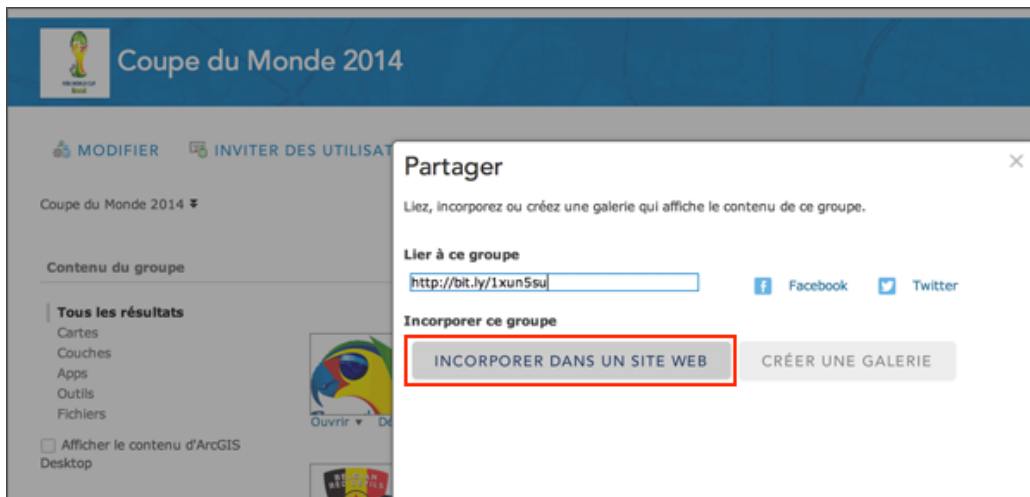 Coupe du Monde 2014
MODIFIER
INVITER DES UTILISAT
Coupe du Monde 2014
Contenu du groupe
Tous les résultats
Cartes
Couches
Apps
Outils
Fichiers
Afficher le contenu d'ArcGIS
Desktop
Ouvrir
Partager
Liez, incorporez ou créez une galerie qui affiche le contenu de ce groupe.
Lier à ce groupe
http://bit.ly/1xun5su
Facebook
Twitter
Incorporer ce groupe
INCORPORER DANS UN SITE WEB
CRÉER UNE GALERIE